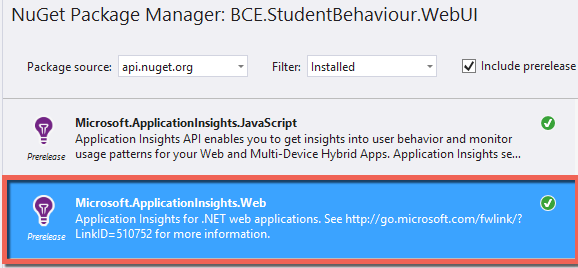 NuGet Package Manager: BCE.StudentBehaviour.WebUI
Package source: api.nuget.org Filter: Installed Include prerelease
Microsoft.ApplicationInsights.JavaScript
Application Insights API enables you to get insights into user behavior and monitor
usage patterns for your Web and Multi-Device Hybrid Apps. Application Insights se...
Prerelease
Microsoft.ApplicationInsights.Web
Application Insights for .NET web applications. See http://go.microsoft.com/fwlink/?
LinkID=510752 for more information.
Prerelease